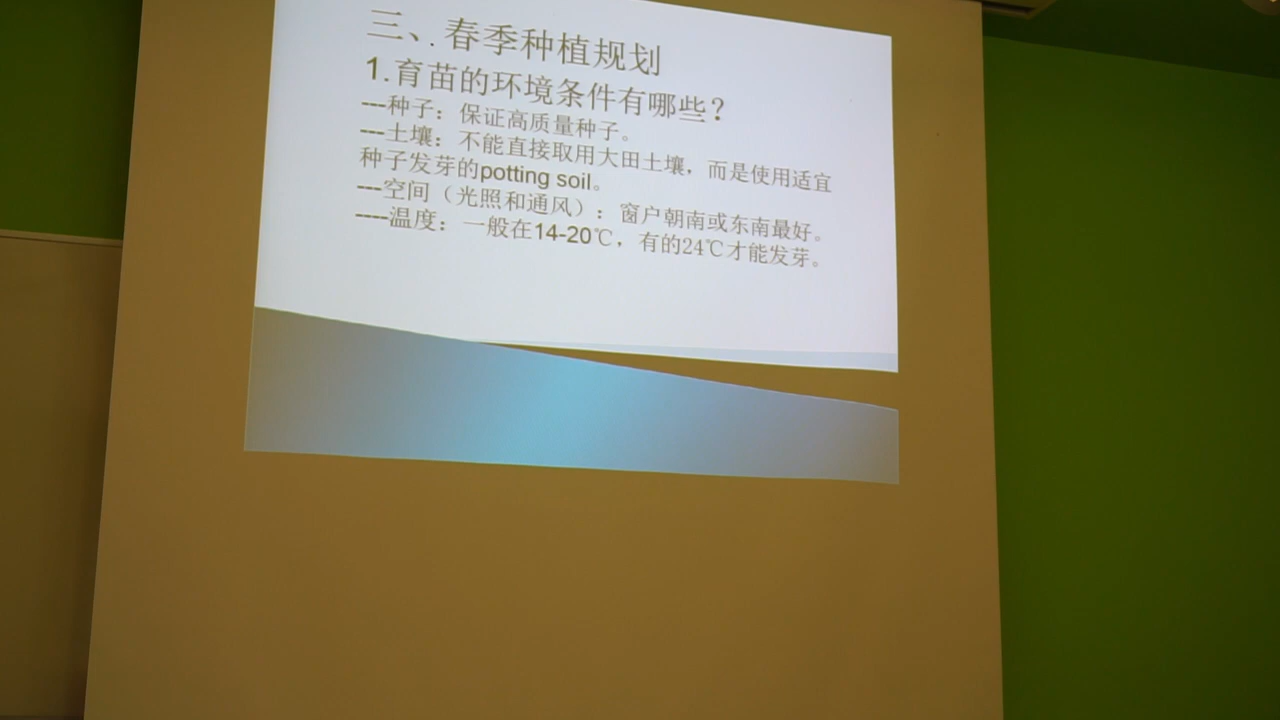 三、. 春季种植规划
1.育苗的环境条件有哪些？
---种子：保证高质量种子。
---土壤：不能直接取用大田土壤，而是使用适宜
种子发芽的potting soil。
---空间（光照和通风）：窗户朝南或东南最好。
----温度：一般在14-20℃，有的24℃才能发芽。